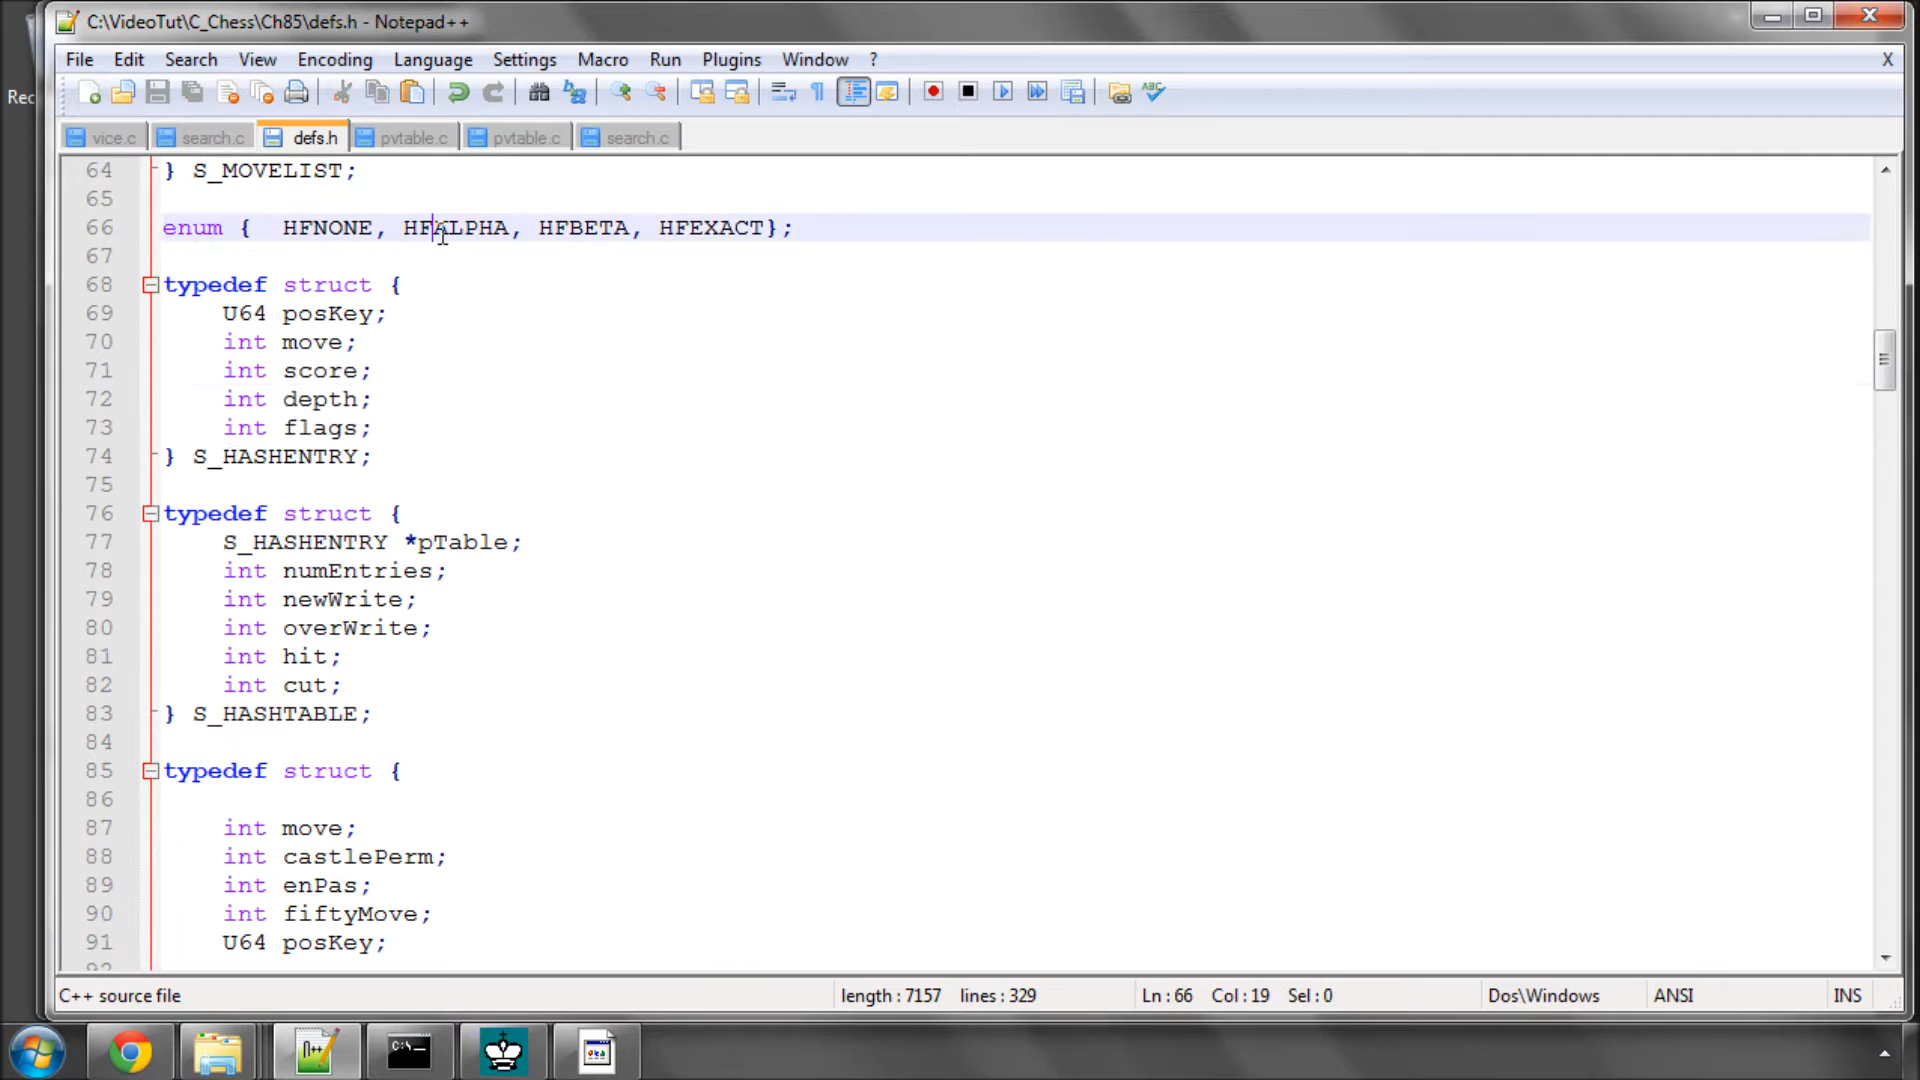 C:\VideoTut\C_Chess\Ch85\defs.h - Notepad++
File Edit Search View Encoding Language Settings Macro Run Plugins Window ? X
Rec
vice.c search.c defs.h pvtable.c pvtable.c search.c
64 } S_MOVELIST;
65
66 enum {  HFNONE, HFALPHA, HFBETA, HFEXACT};
67
68 typedef struct {
69 U64 posKey;
70 int move;
71 int score;
72 int depth;
73 int flags;
74 } S_HASHENTRY;
75
76 typedef struct {
77 S_HASHENTRY *pTable;
78 int numEntries;
79 int newWrite;
80 int overWrite;
81 int hit;
82 int cut;
83 } S_HASHTABLE;
84
85 typedef struct {
86
87 int move;
88 int castlePerm;
89 int enPas;
90 int fiftyMove;
91 U64 posKey;
92
C++ source file length : 7157 lines : 329 Ln : 66 Col : 19 Sel : 0 Dos\Windows ANSI INS